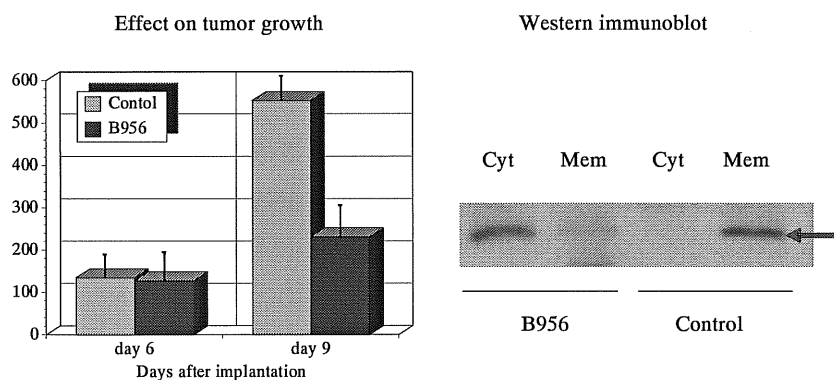 Effect on tumor growth
600
500
400
300
200
100
0
Contol
B956
day 6
day 9
Days after implantation
Western immunoblot
Cyt Mem Cyt Mem
B956 Control